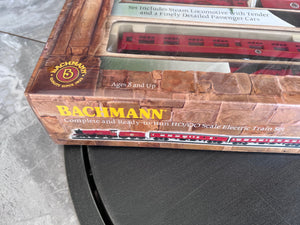 Set Includes Steam Locomotive with Tender
and a Finely Detailed Passenger Cars
BACHMANN
Ages 8 and Up
BACHMANN
Complete and Ready-to-Run HO/OO Scale Electric Train Set